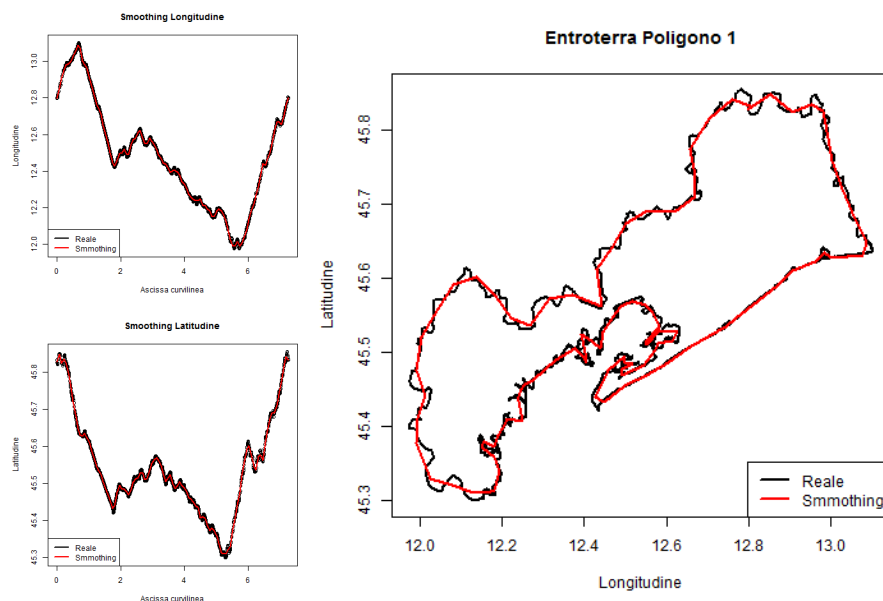 Smoothing Longitudine
Longitudine
13.0
12.8
12.6
12.4
12.2
12.0
0
2
4
6
Ascissa curvilinea
Reale
Smmothing
Smoothing Latitudine
Latitudine
45.8
45.7
45.6
45.5
45.4
45.3
0
2
4
6
Ascissa curvilinea
Reale
Smmothing
Entroterra Poligono 1
Latitudine
45.8
45.7
45.6
45.5
45.4
45.3
12.0
12.2
12.4
12.6
12.8
13.0
Longitudine
Reale
Smmothing